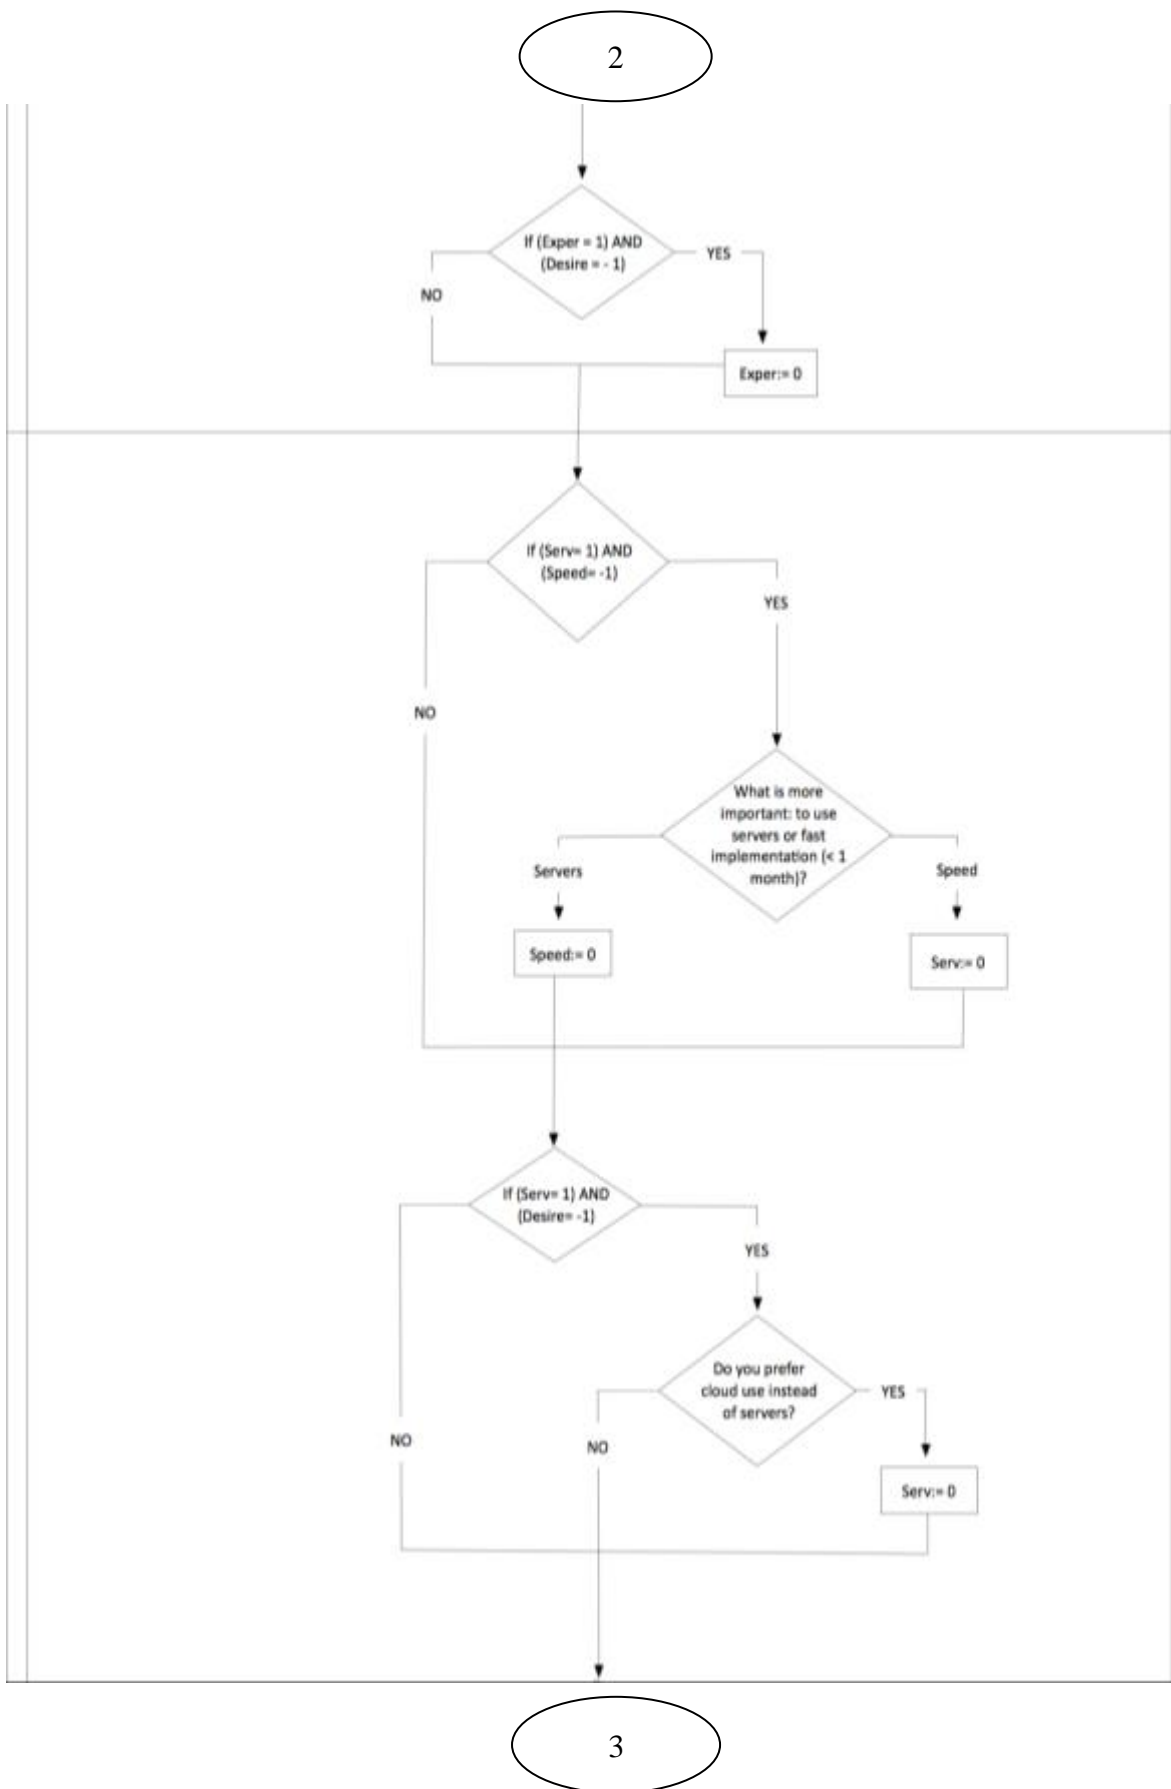 2
If (Exper = 1) AND
(Desire = - 1)
YES
NO
Exper:= 0
If (Serv= 1) AND
(Speed= -1)
YES
NO
What is more
important: to use
servers or fast
implementation (< 1
month)?
Servers
Speed
Speed:= 0
Serv:= 0
If (Serv= 1) AND
(Desire= -1)
YES
Do you prefer
cloud use instead
of servers?
YES
NO
NO
Serv:= 0
3